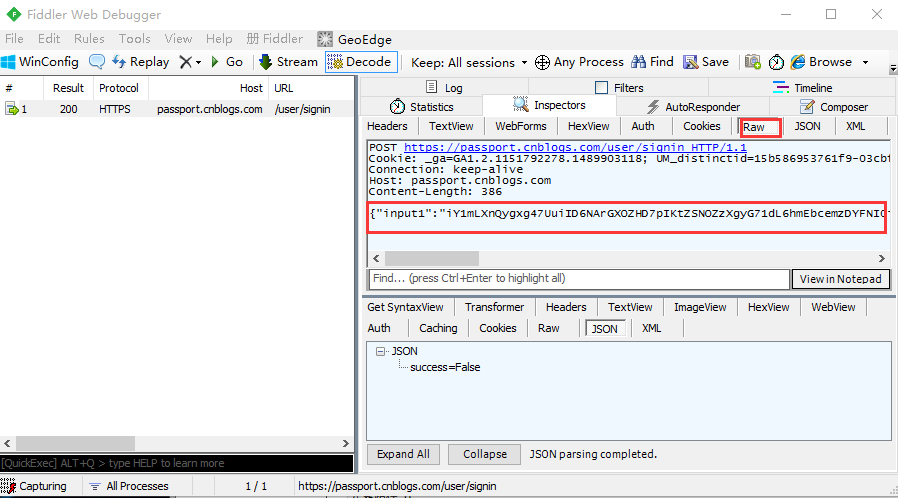 Fiddler Web Debugger
File Edit Rules Tools View Help 册 Fiddler GeoEdge
WinConfig Replay Go Stream Decode Keep: All sessions Any Process Find Save Browse
# Result Protocol Host URL
1 200 HTTPS passport.cnblogs.com /user/signin
Log Filters Timeline
Statistics Inspectors AutoResponder Composer
Headers TextView WebForms HexView Auth Cookies Raw JSON XML
POST https://passport.cnblogs.com/user/signin HTTP/1.1
Cookie: _ga=GA1.2.1151792278.1489903118; UM_distinctid=15b586953761f9-03cbf
Connection: keep-alive
Host: passport.cnblogs.com
Content-Length: 386
{"input1":"iY1mLXnQygxg47UuiID6NArGXOZHD7pIKtZSNOZzXgyG71dL6hmEbcemzDYFNIC
Find... (press Ctrl+Enter to highlight all) View in Notepad
Get SyntaxView Transformer Headers TextView ImageView HexView WebView
Auth Caching Cookies Raw JSON XML
JSON
success=False
Expand All Collapse JSON parsing completed.
[QuickExec] ALT+Q > type HELP to learn more
Capturing All Processes 1 / 1 https://passport.cnblogs.com/user/signin